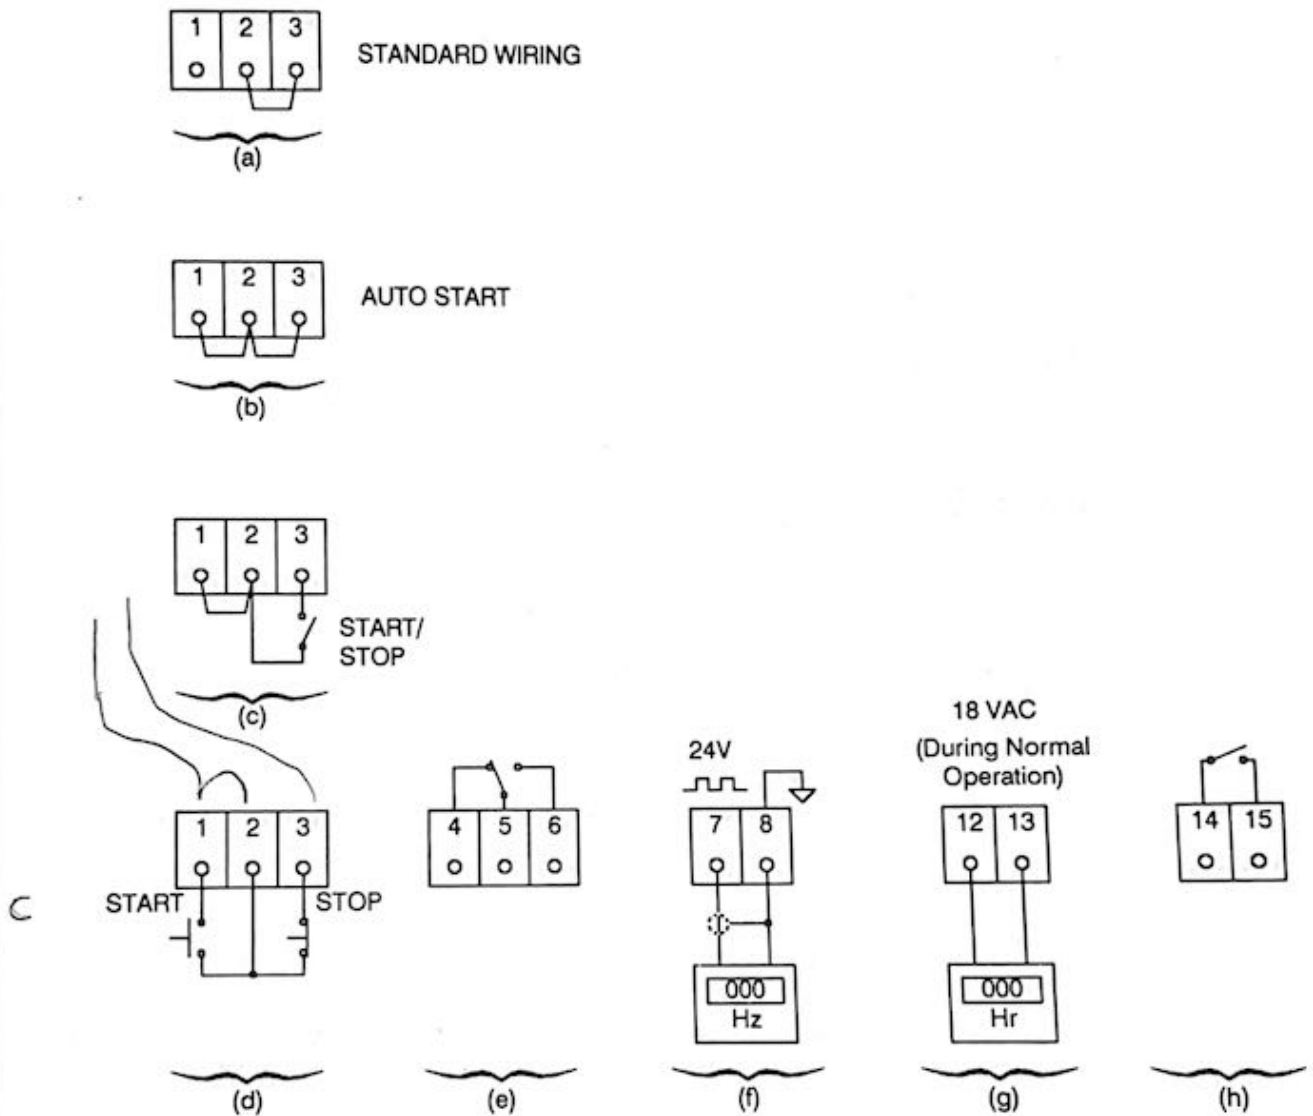 1 2 3
STANDARD WIRING
(a)
1 2 3
AUTO START
(b)
1 2 3
START/
STOP
(c)
1 2 3
START
STOP
(d)
4 5 6
(e)
24V
7 8
000
Hz
(f)
18 VAC
(During Normal
Operation)
12 13
000
Hr
(g)
14 15
(h)
C